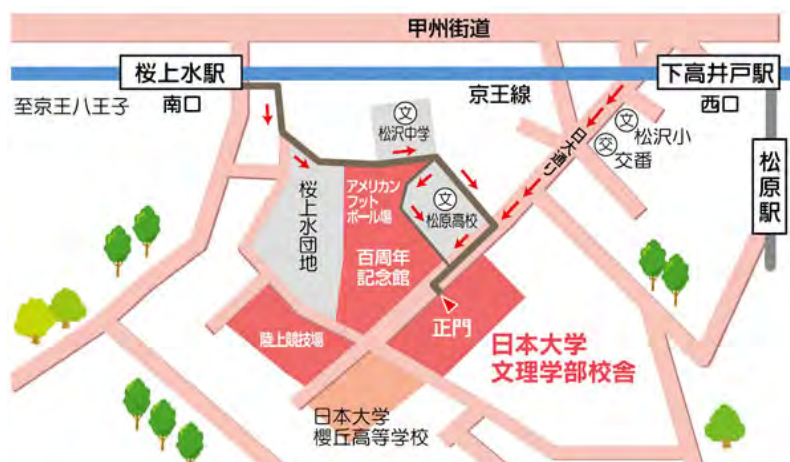 甲州街道
桜上水駅
下高井戸駅
至京王八王子
南口
京王線
西口
文
松沢中学
日大通り
文
松沢小
交
交番
松原駅
桜上水団地
アメリカン
フット
ボール場
文
松原高校
百周年
記念館
陸上競技場
正門
日本大学
文理学部校舎
日本大学
櫻丘高等学校